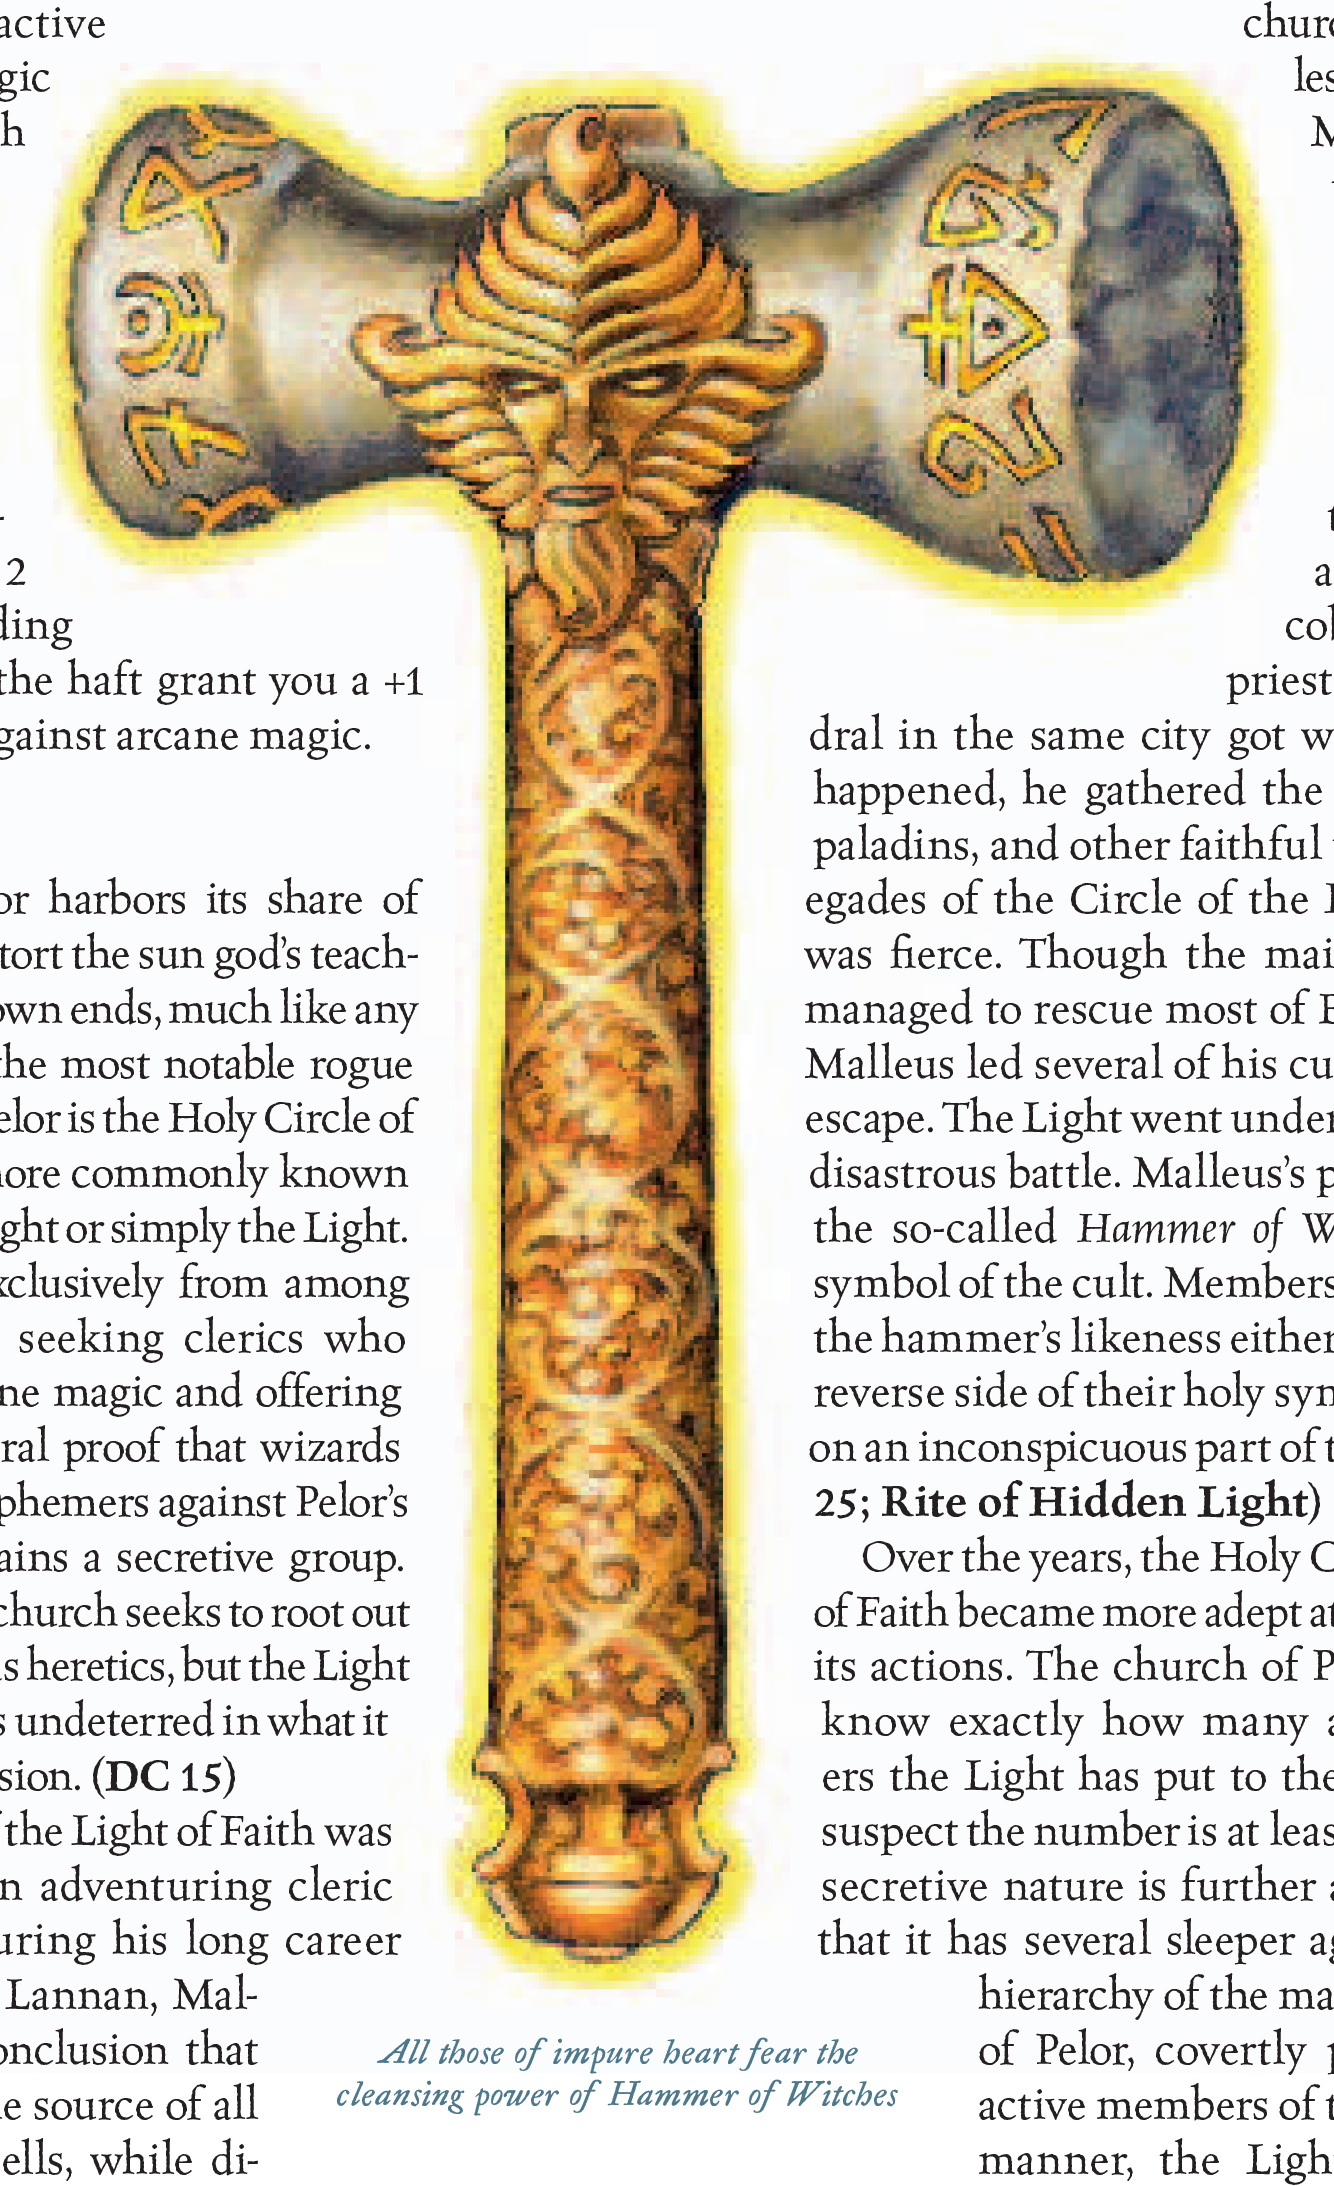 active
gic
h
-
2
ding
the haft grant you a +1
gainst arcane magic.
or harbors its share of
tort the sun god's teach-
own ends, much like any
the most notable rogue
elor is the Holy Circle of
more commonly known
ght or simply the Light.
xclusively from among
seeking clerics who
ne magic and offering
ral proof that wizards
phemers against Pelor's
ains a secretive group.
church seeks to root out
as heretics, but the Light
s undeterred in what it
sion. (DC 15)
the Light of Faith was
n adventuring cleric
uring his long career
Lannan, Mal-
onclusion that
e source of all
ells, while di-
All those of impure heart fear the
cleansing power of Hammer of Witches
churc
les
M
t
a
col
priest
dral in the same city got w
happened, he gathered the
paladins, and other faithful
egades of the Circle of the
was fierce. Though the mai
managed to rescue most of
Malleus led several of his cu
escape. The Light went under
disastrous battle. Malleus's p
the so-called Hammer of W
symbol of the cult. Members
the hammer's likeness either
reverse side of their holy sym
on an inconspicuous part of t
25; Rite of Hidden Light)
Over the years, the Holy C
of Faith became more adept at
its actions. The church of P
know exactly how many a
ers the Light has put to the
suspect the number is at leas
secretive nature is further a
that it has several sleeper ag
hierarchy of the ma
of Pelor, covertly p
active members of t
manner, the Ligh